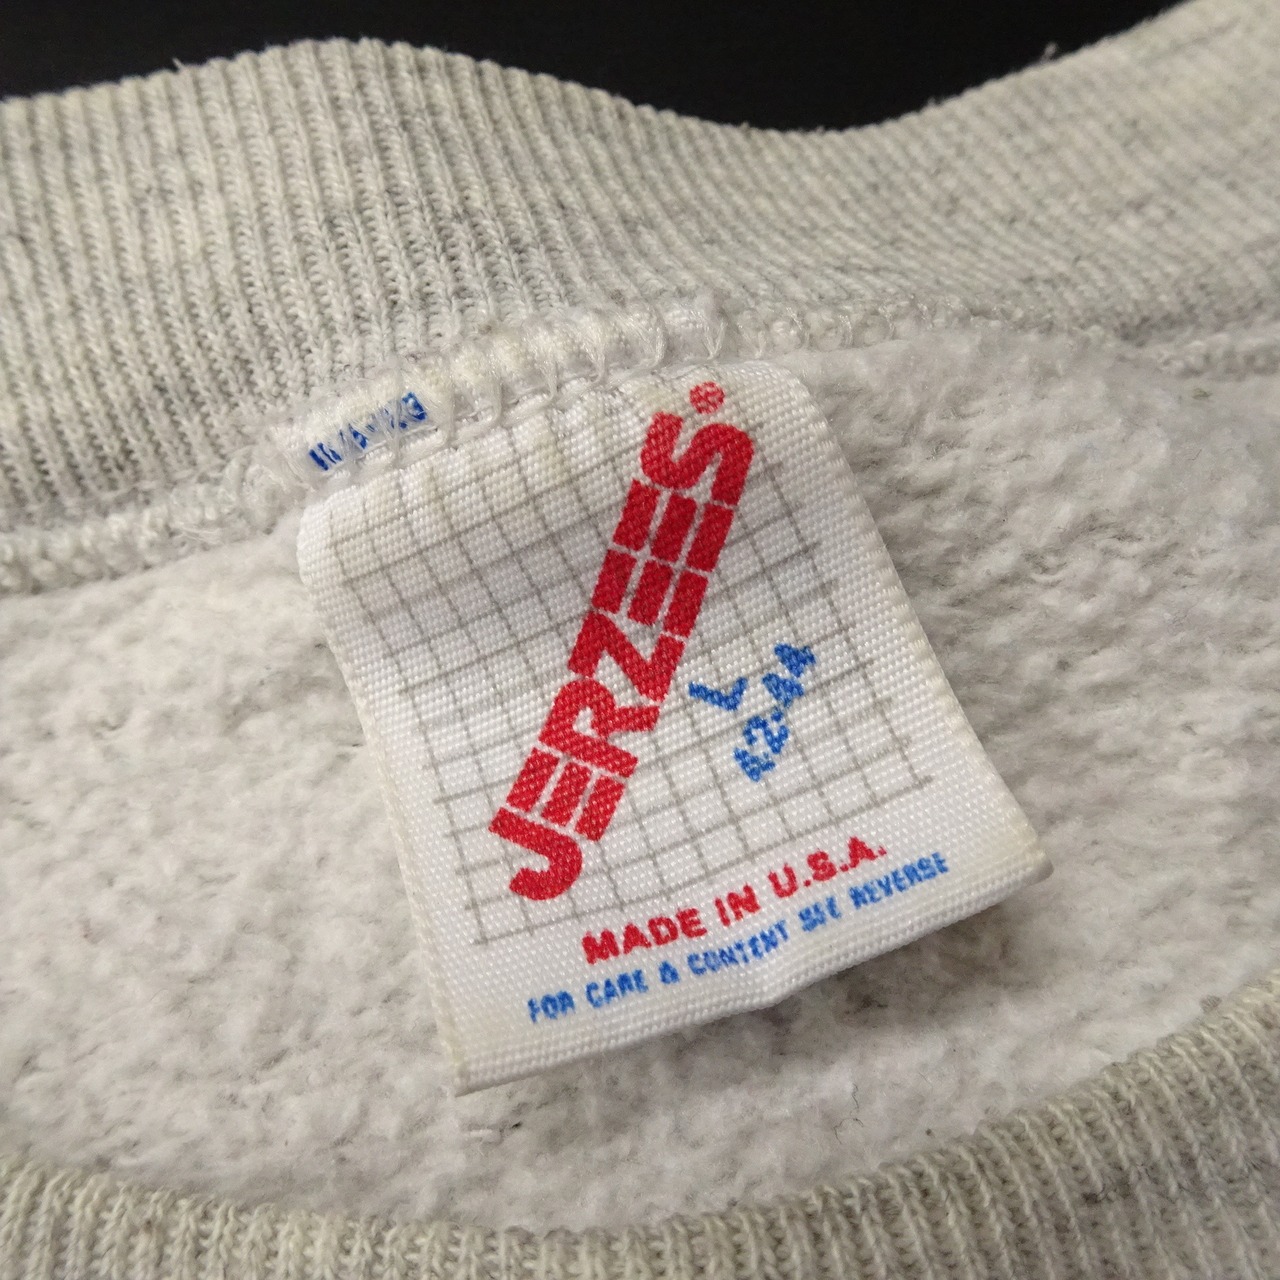 JERZEES®
L
42-44
MADE IN U.S.A.
FOR CARE & CONTENT SEE REVERSE